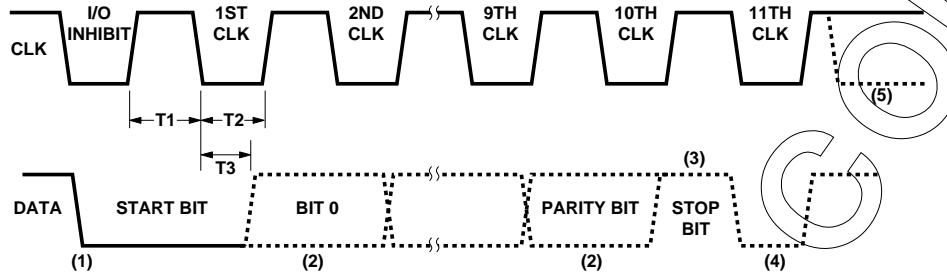 CLK
I/O
INHIBIT
1ST
CLK
2ND
CLK
9TH
CLK
10TH
CLK
11TH
CLK
(5)
T1
T2
T3
(3)
DATA
START BIT
BIT 0
PARITY BIT
STOP
BIT
(1)
(2)
(2)
(4)